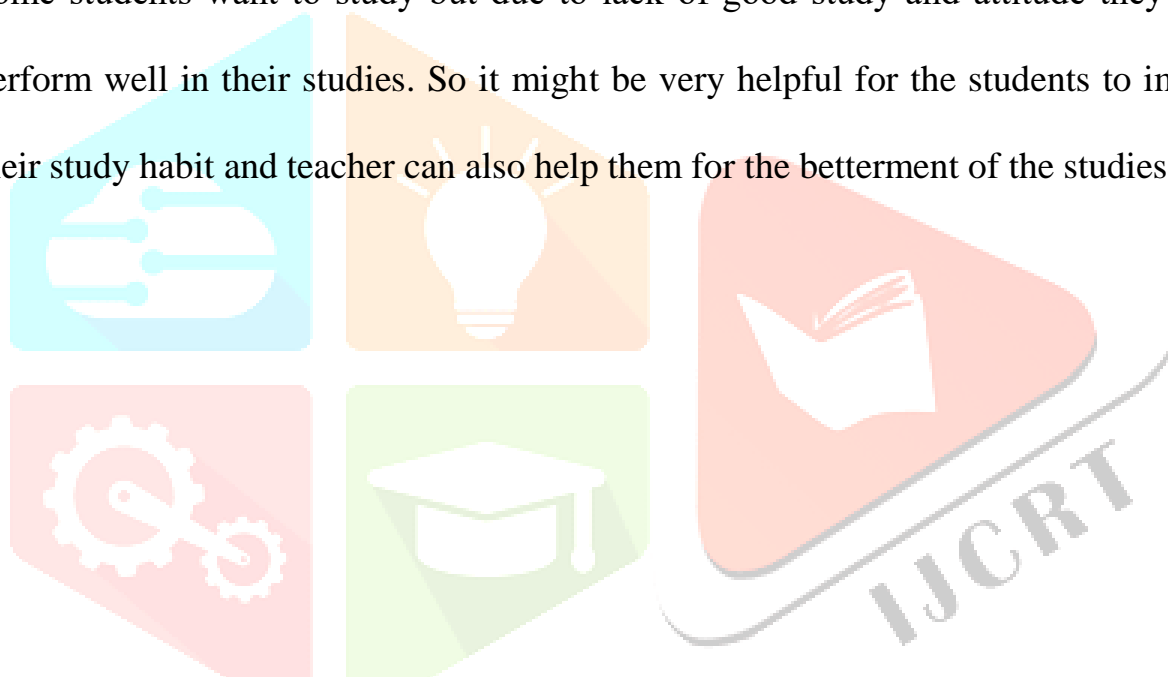 ome students want to study but due to lack of good study and attitude they
erform well in their studies. So it might be very helpful for the students to in
eir study habit and teacher can also help them for the betterment of the studies
IJCRT